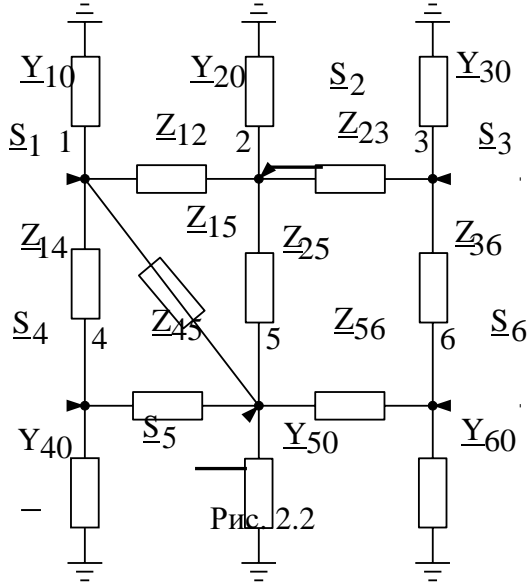 Y10 Y20 S2 Y30
S1 1 Z12 2 Z23 3 S3
Z14 Z15 Z25 Z36
S4 4 Z45 5 Z56 6 S6
Y40 S5 Y50 Y60
Рис. 2.2